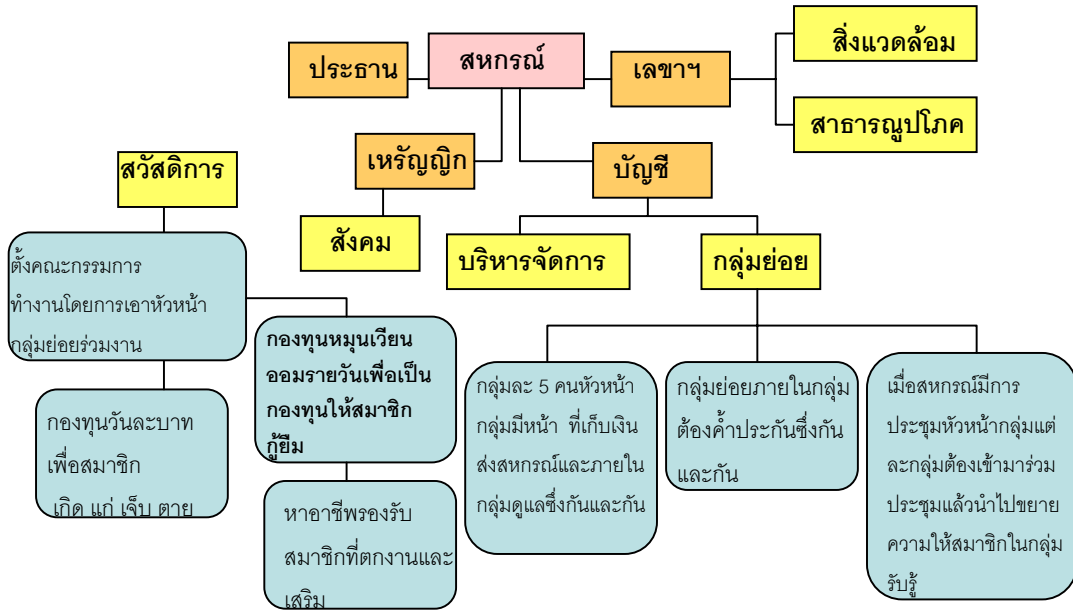 สิ่งแวดล้อม
ประธาน
สหกรณ์
เลขาฯ
สาธารณูปโภค
สวัสดิการ
เหรัญญิก
บัญชี
สังคม
บริหารจัดการ
กลุ่มย่อย
ตั้งคณะกรรมการ
ทำงานโดยการเอาหัวหน้า
กลุ่มย่อยร่วมงาน
กองทุนหมุนเวียน
ออมรายวันเพื่อเป็น
กองทุนให้สมาชิก
กู้ยืม
กลุ่มละ 5 คนหัวหน้า
กลุ่มมีหน้า ที่เก็บเงิน
ส่งสหกรณ์และภายใน
กลุ่มดูแลซึ่งกันและกัน
กลุ่มย่อยภายในกลุ่ม
ต้องค้ำประกันซึ่งกัน
และกัน
เมื่อสหกรณ์มีการ
ประชุมหัวหน้ากลุ่มแต่
ละกลุ่มต้องเข้ามาร่วม
ประชุมแล้วนำไปขยาย
ความให้สมาชิกในกลุ่ม
รับรู้
กองทุนวันละบาท
เพื่อสมาชิก
เกิด แก่ เจ็บ ตาย
หาอาชีพรองรับ
สมาชิกที่ตกงานและ
เสริม